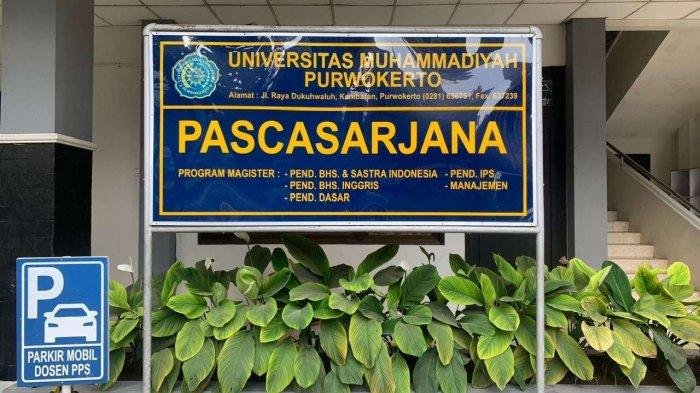 UNIVERSITAS MUHAMMADIYAH
PURWOKERTO
Alamat : Jl. Raya Dukuhwaluh, Kembaran, Purwokerto (0281) 636751, Fax. 637239
PASCASARJANA
PROGRAM MAGISTER : - PEND. BHS. & SASTRA INDONESIA - PEND. IPS
- PEND. BHS. INGGRIS - MANAJEMEN
- PEND. DASAR
P
PARKIR MOBIL
DOSEN PPS